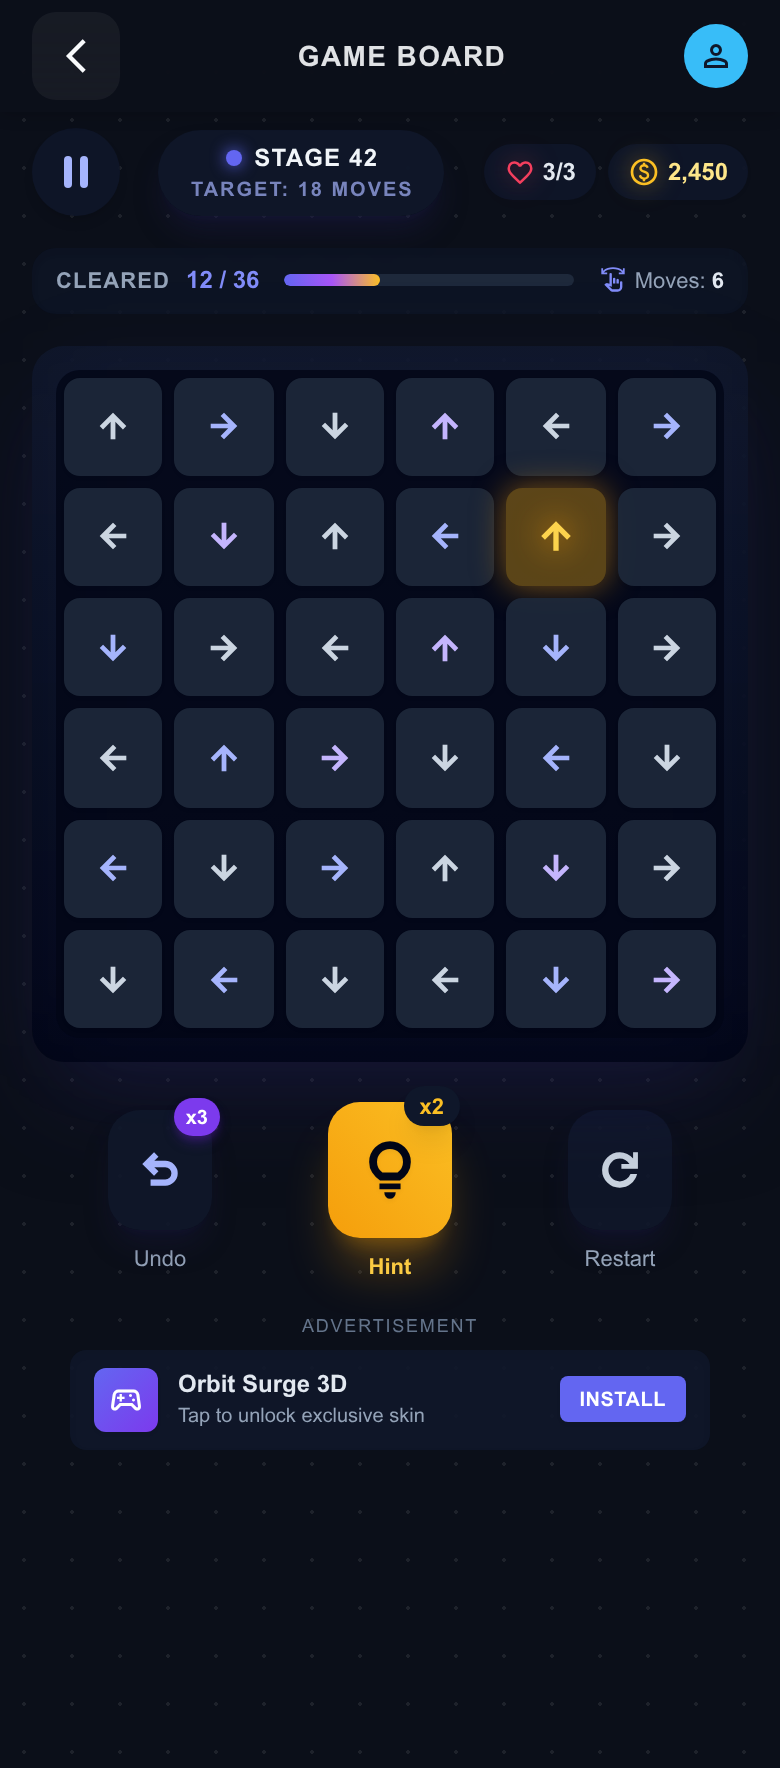 GAME BOARD
STAGE 42
TARGET: 18 MOVES
3/3
2,450
CLEARED 12 / 36
Moves: 6
x3
x2
Undo
Hint
Restart
ADVERTISEMENT
Orbit Surge 3D
Tap to unlock exclusive skin
INSTALL